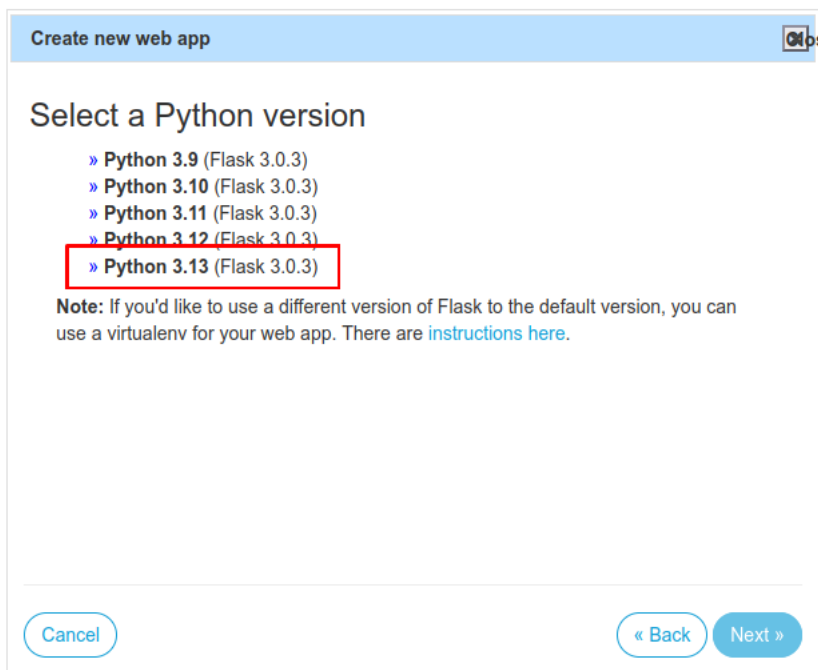 Create new web app
Select a Python version
» Python 3.9 (Flask 3.0.3)
» Python 3.10 (Flask 3.0.3)
» Python 3.11 (Flask 3.0.3)
» Python 3.12 (Flask 3.0.3)
» Python 3.13 (Flask 3.0.3)
Note: If you'd like to use a different version of Flask to the default version, you can
use a virtualenv for your web app. There are instructions here.
Cancel
« Back
Next »